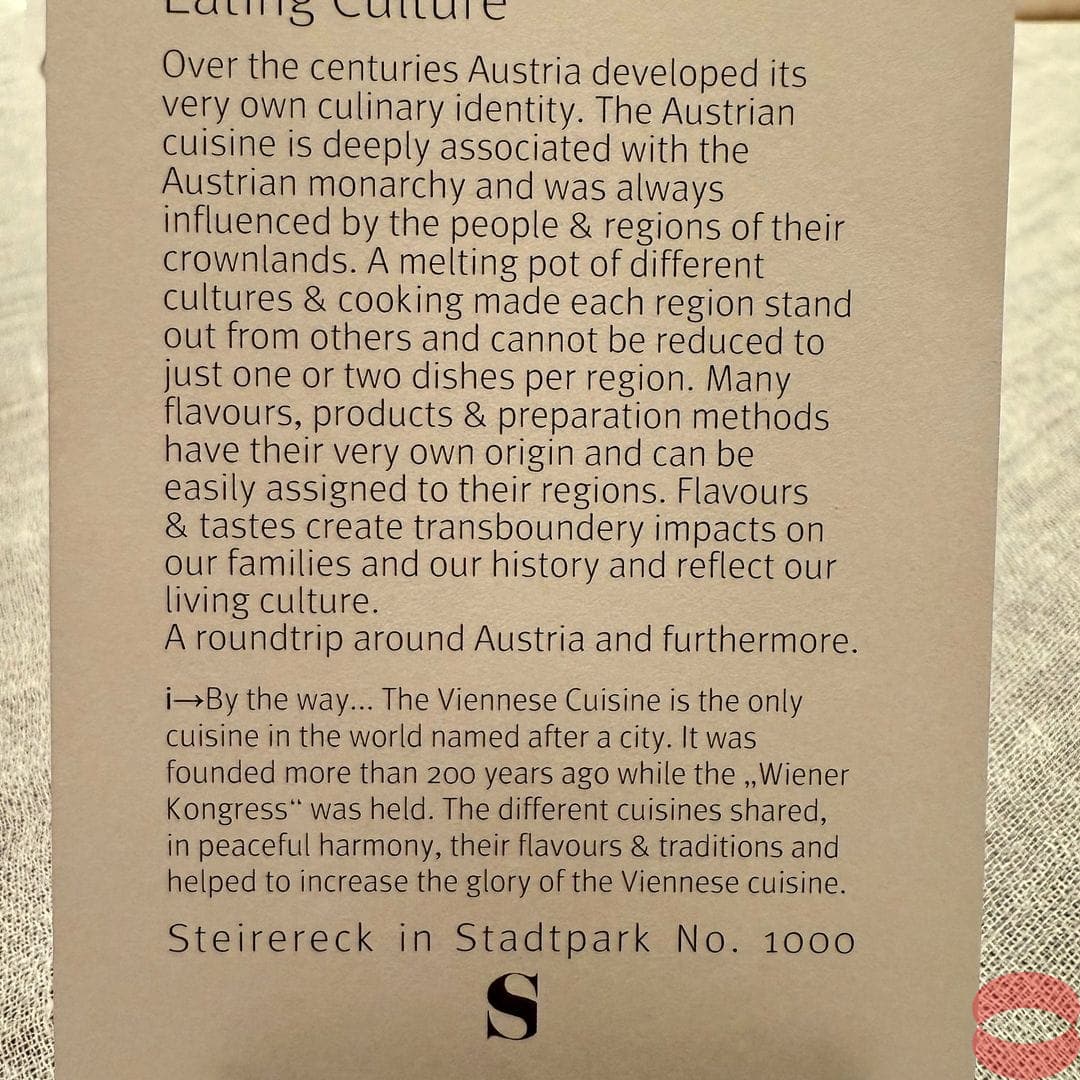 Eating Culture
Over the centuries Austria developed its
very own culinary identity. The Austrian
cuisine is deeply associated with the
Austrian monarchy and was always
influenced by the people & regions of their
crownlands. A melting pot of different
cultures & cooking made each region stand
out from others and cannot be reduced to
just one or two dishes per region. Many
flavours, products & preparation methods
have their very own origin and can be
easily assigned to their regions. Flavours
& tastes create transboundery impacts on
our families and our history and reflect our
living culture.
A roundtrip around Austria and furthermore.
i→By the way... The Viennese Cuisine is the only
cuisine in the world named after a city. It was
founded more than 200 years ago while the „Wiener
Kongress“ was held. The different cuisines shared,
in peaceful harmony, their flavours & traditions and
helped to increase the glory of the Viennese cuisine.
Steirereck in Stadtpark No. 1000
S